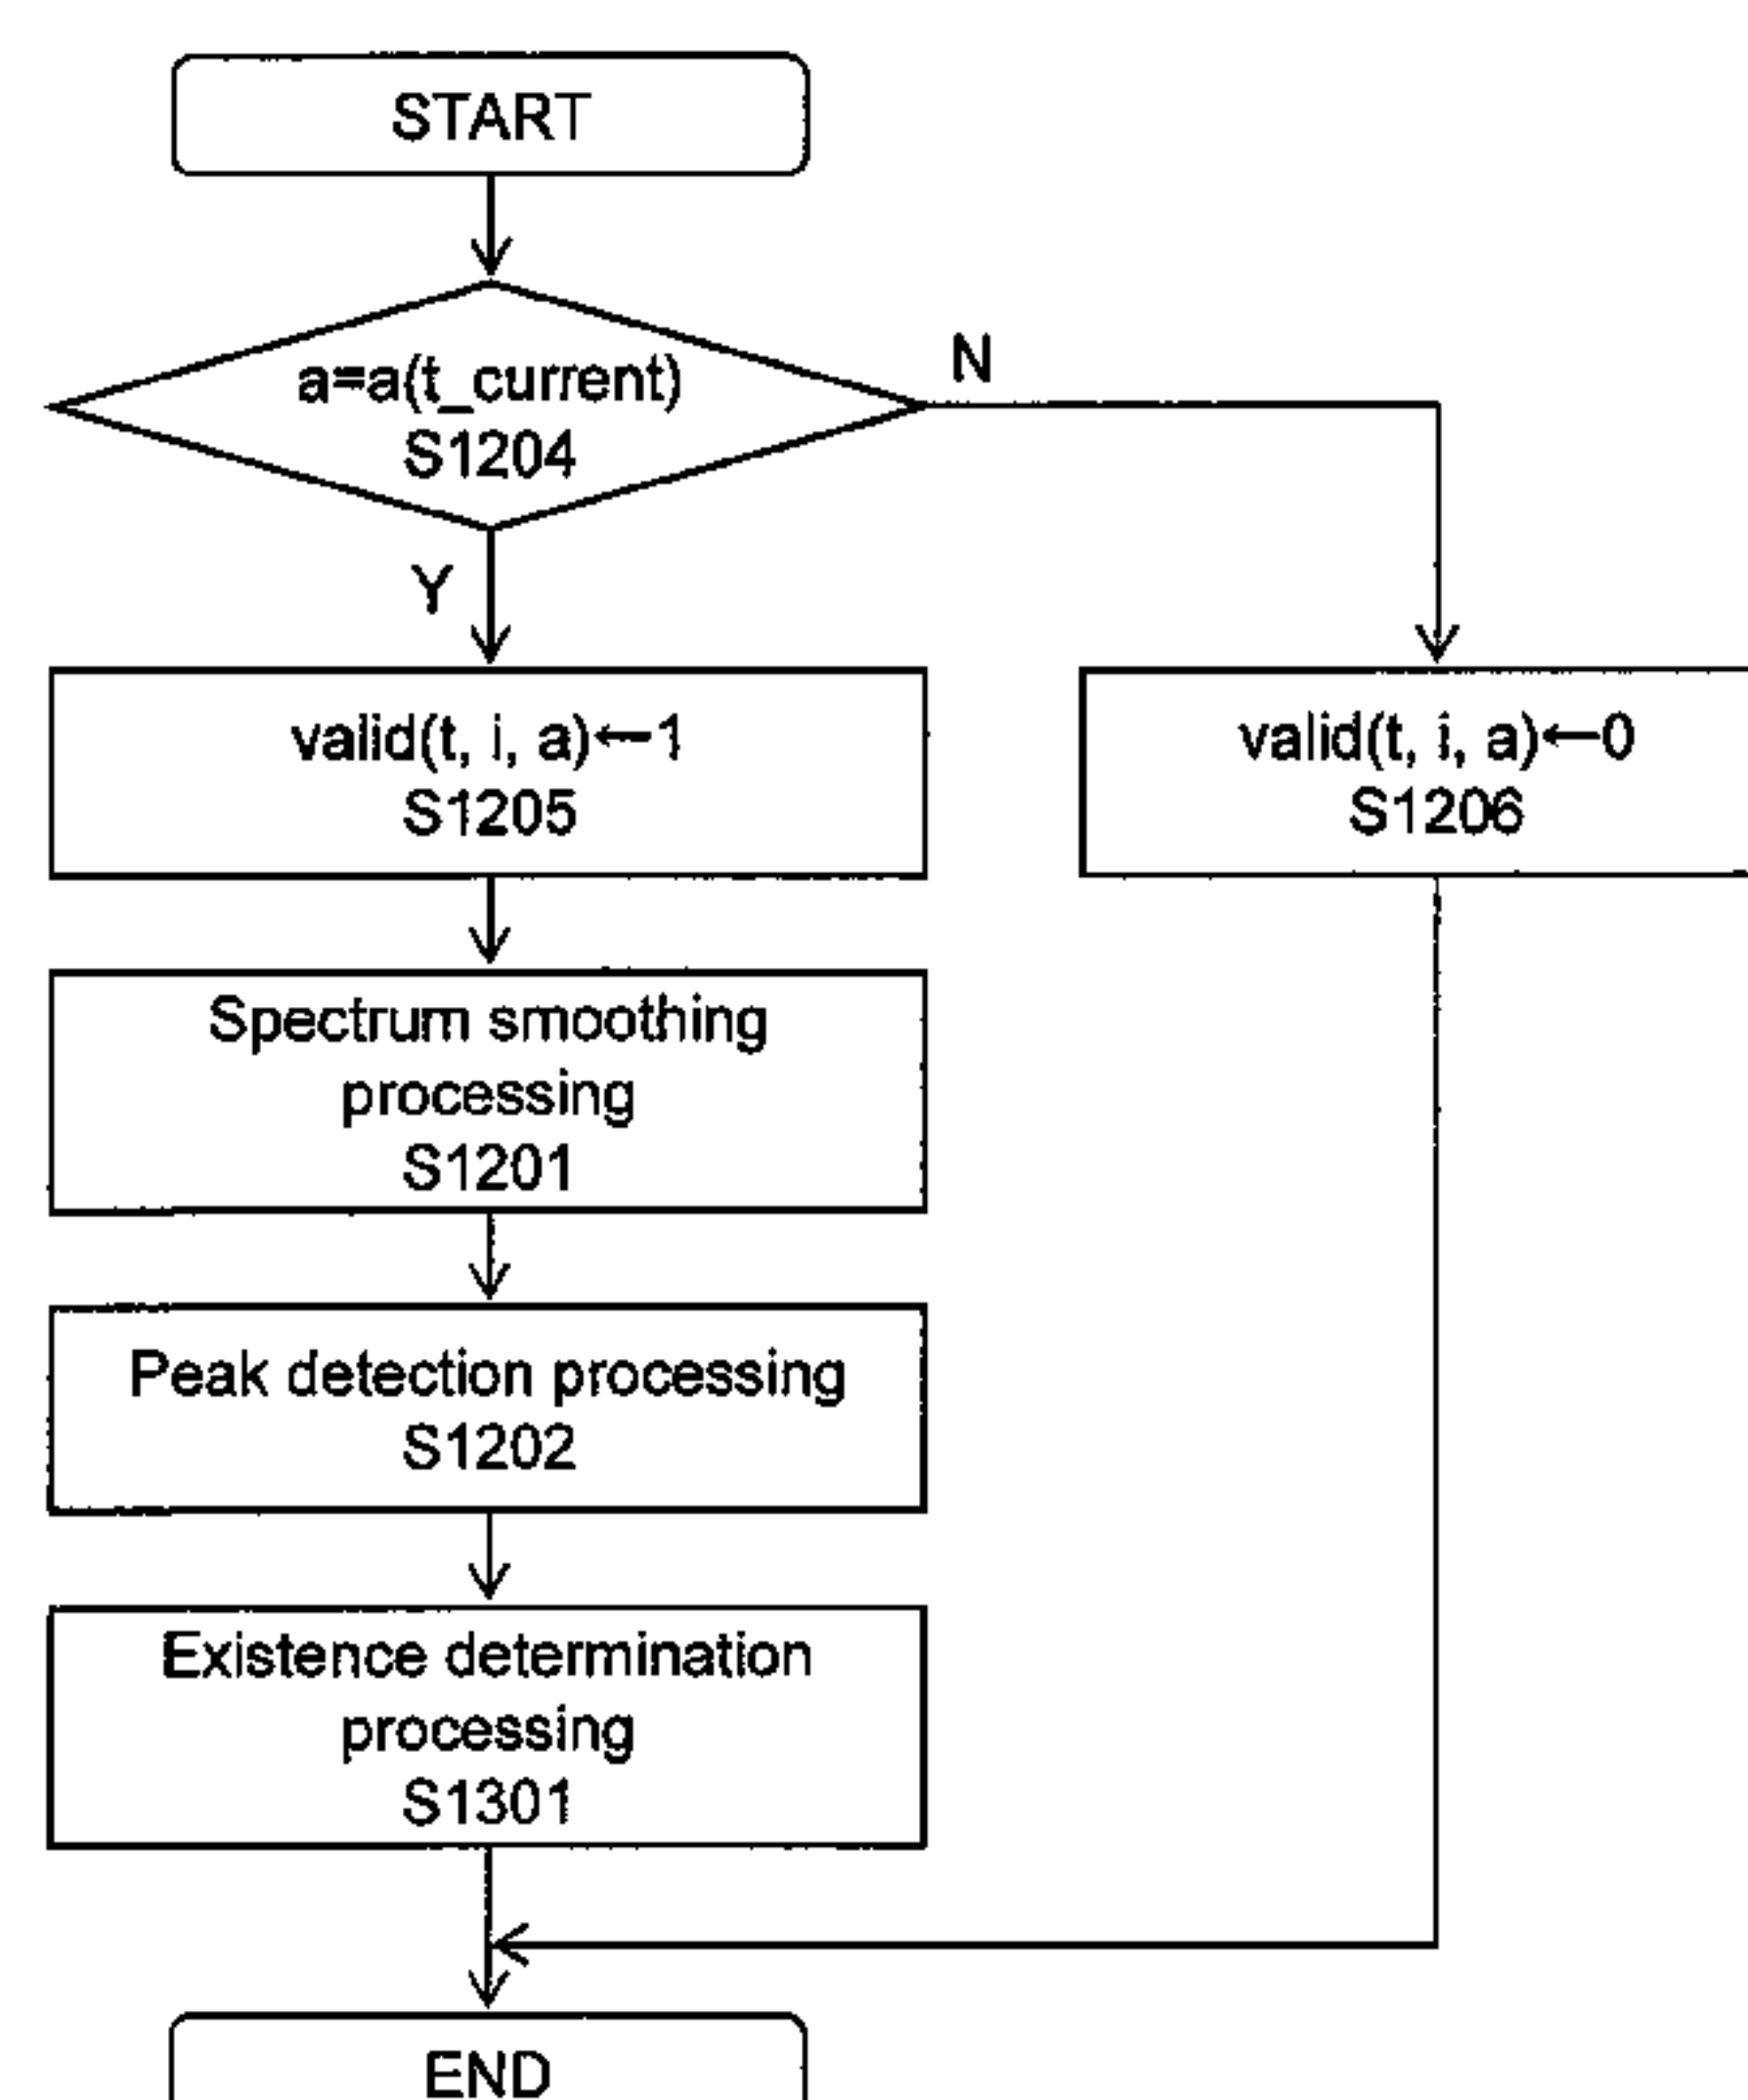 START
a=a(t_current)
S1204
N
Y
valid(t, i, a)←1
S1205
valid(t, i, a)←0
S1206
Spectrum smoothing
processing
S1201
Peak detection processing
S1202
Existence determination
processing
S1301
END